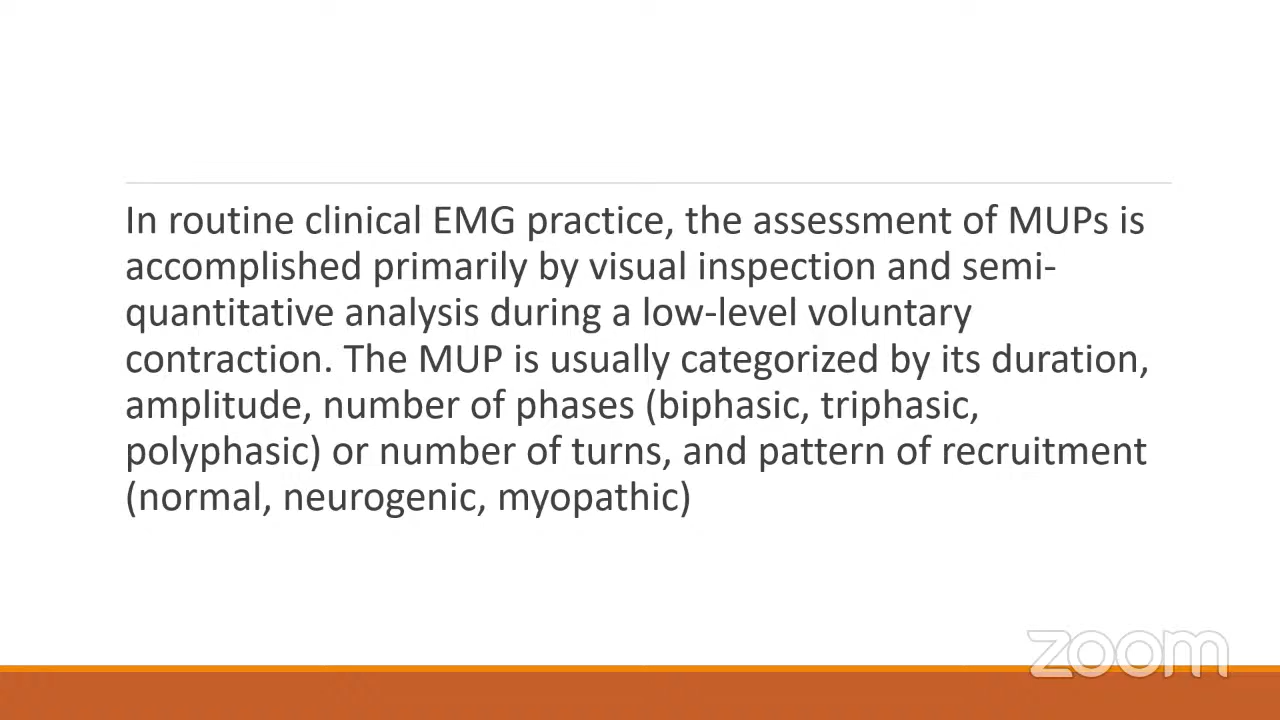 In routine clinical EMG practice, the assessment of MUPs is
accomplished primarily by visual inspection and semi-
quantitative analysis during a low-level voluntary
contraction. The MUP is usually categorized by its duration,
amplitude, number of phases (biphasic, triphasic,
polyphasic) or number of turns, and pattern of recruitment
(normal, neurogenic, myopathic)
zoom